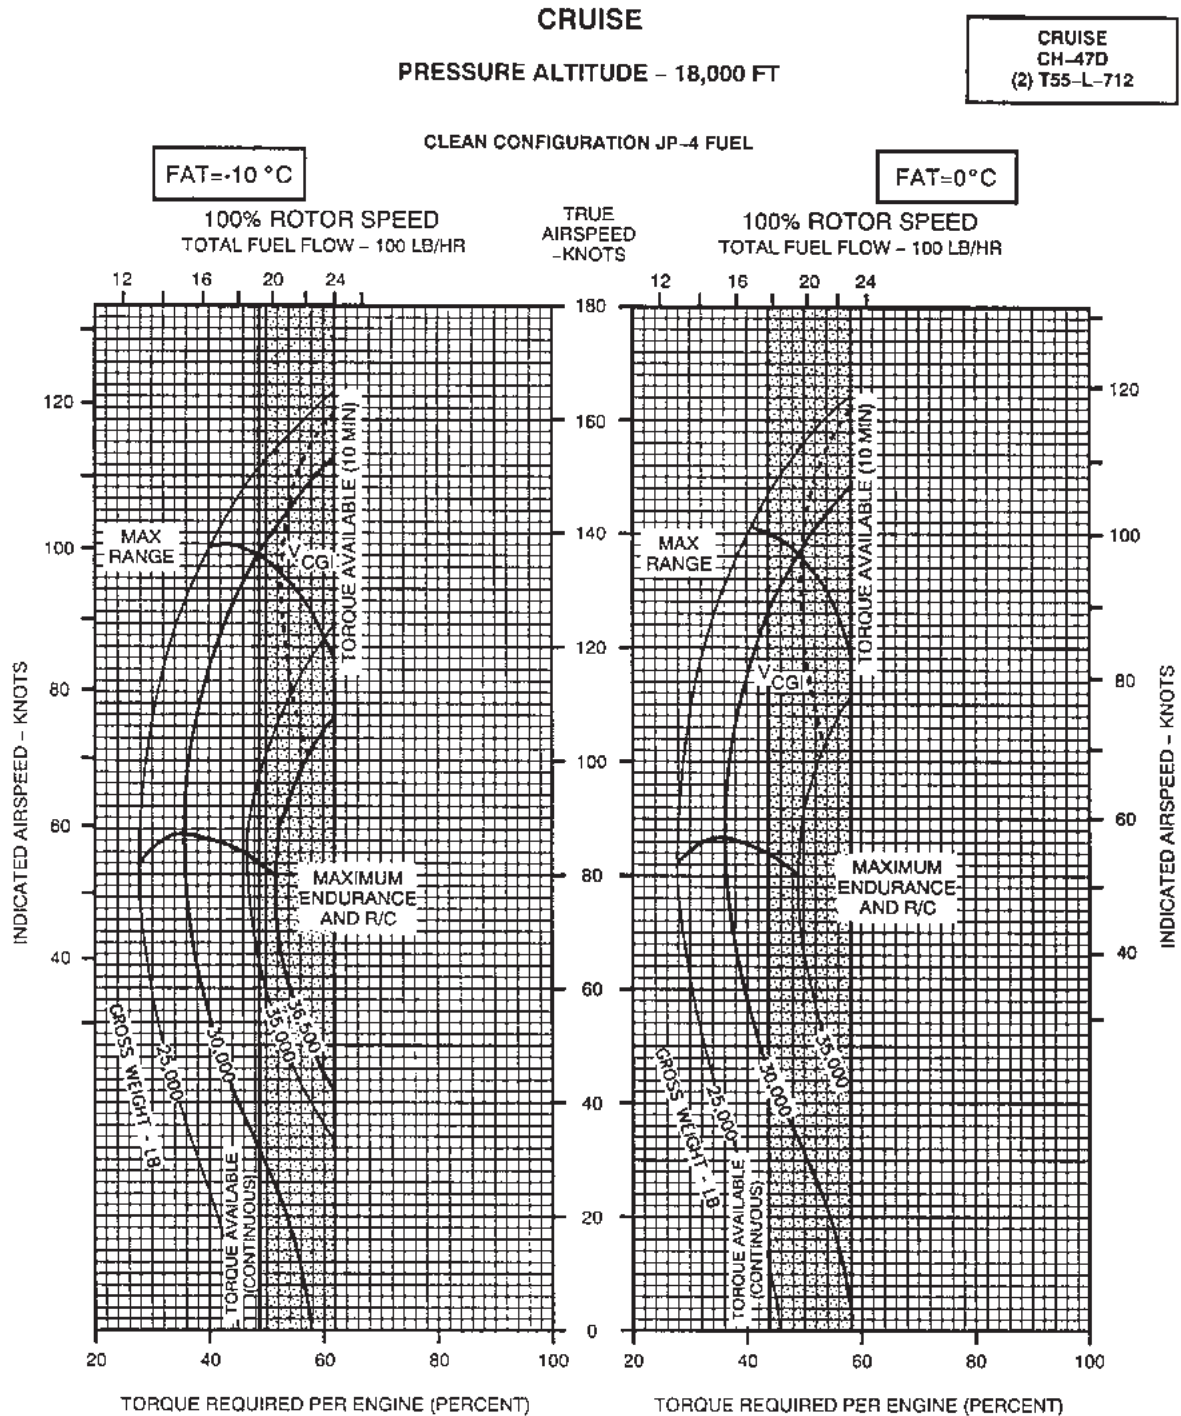 CRUISE
PRESSURE ALTITUDE – 18,000 FT
CRUISE
CH–47D
(2) T55–L–712
CLEAN CONFIGURATION JP–4 FUEL
FAT=-10 °C
FAT=0°C
100% ROTOR SPEED
TOTAL FUEL FLOW – 100 LB/HR
TRUE
AIRSPEED
–KNOTS
100% ROTOR SPEED
TOTAL FUEL FLOW – 100 LB/HR
12 16 20 24
12 16 20 24
180
160
140
120
100
80
60
40
20
0
120
100
80
60
40
120
100
80
60
40
INDICATED AIRSPEED – KNOTS
INDICATED AIRSPEED – KNOTS
MAX
RANGE
VCGI
TORQUE AVAILABLE (10 MIN)
MAXIMUM
ENDURANCE
AND R/C
GROSS WEIGHT - LB
25,000
30,000
35,000
36,500
TORQUE AVAILABLE
(CONTINUOUS)
MAX
RANGE
VCGI
TORQUE AVAILABLE (10 MIN)
MAXIMUM
ENDURANCE
AND R/C
GROSS WEIGHT - LB
25,000
30,000
35,000
TORQUE AVAILABLE
(CONTINUOUS)
20 40 60 80 100
20 40 60 80 100
TORQUE REQUIRED PER ENGINE (PERCENT)
TORQUE REQUIRED PER ENGINE (PERCENT)